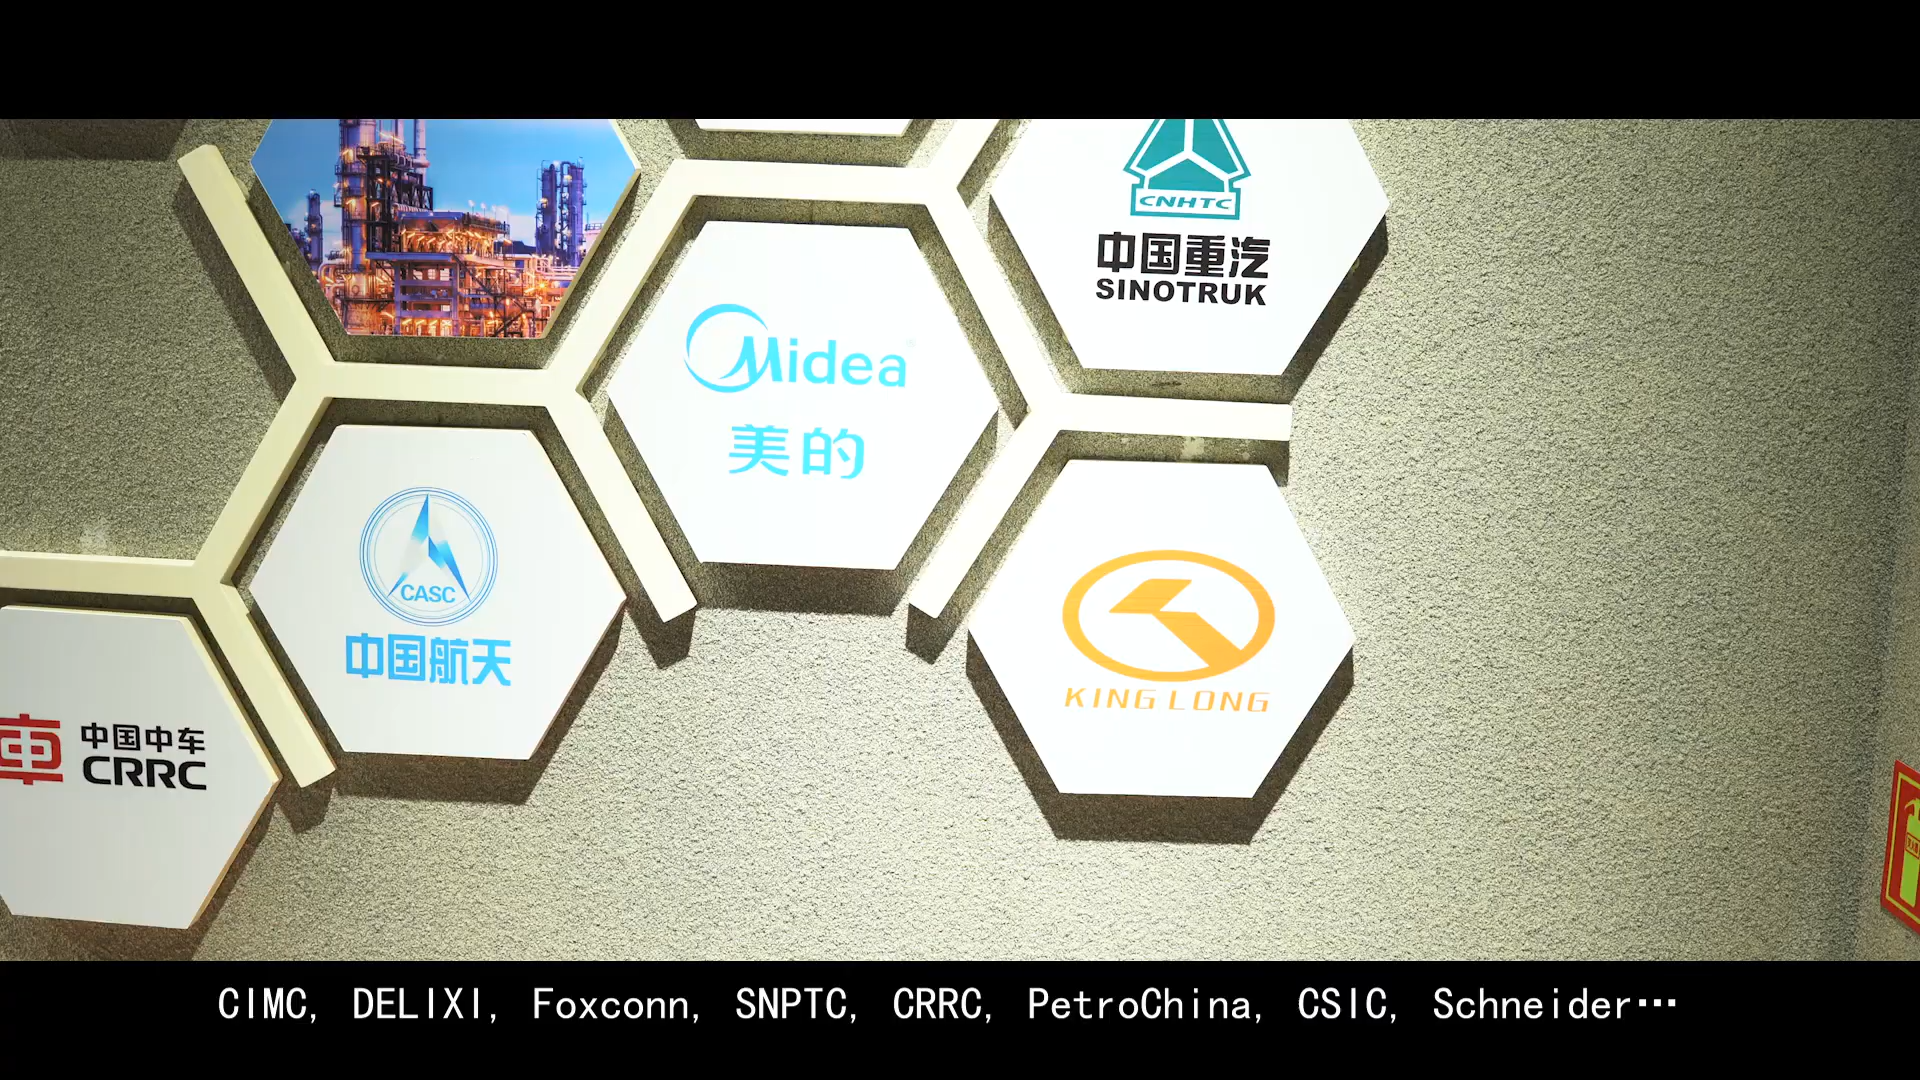 CNHTC
中国重汽
SINOTRUK
Midea
美的
CASC
中国航天
KING LONG
中国中车
CRRC
CIMC, DELIXI, Foxconn, SNPTC, CRRC, PetroChina, CSIC, Schneider…